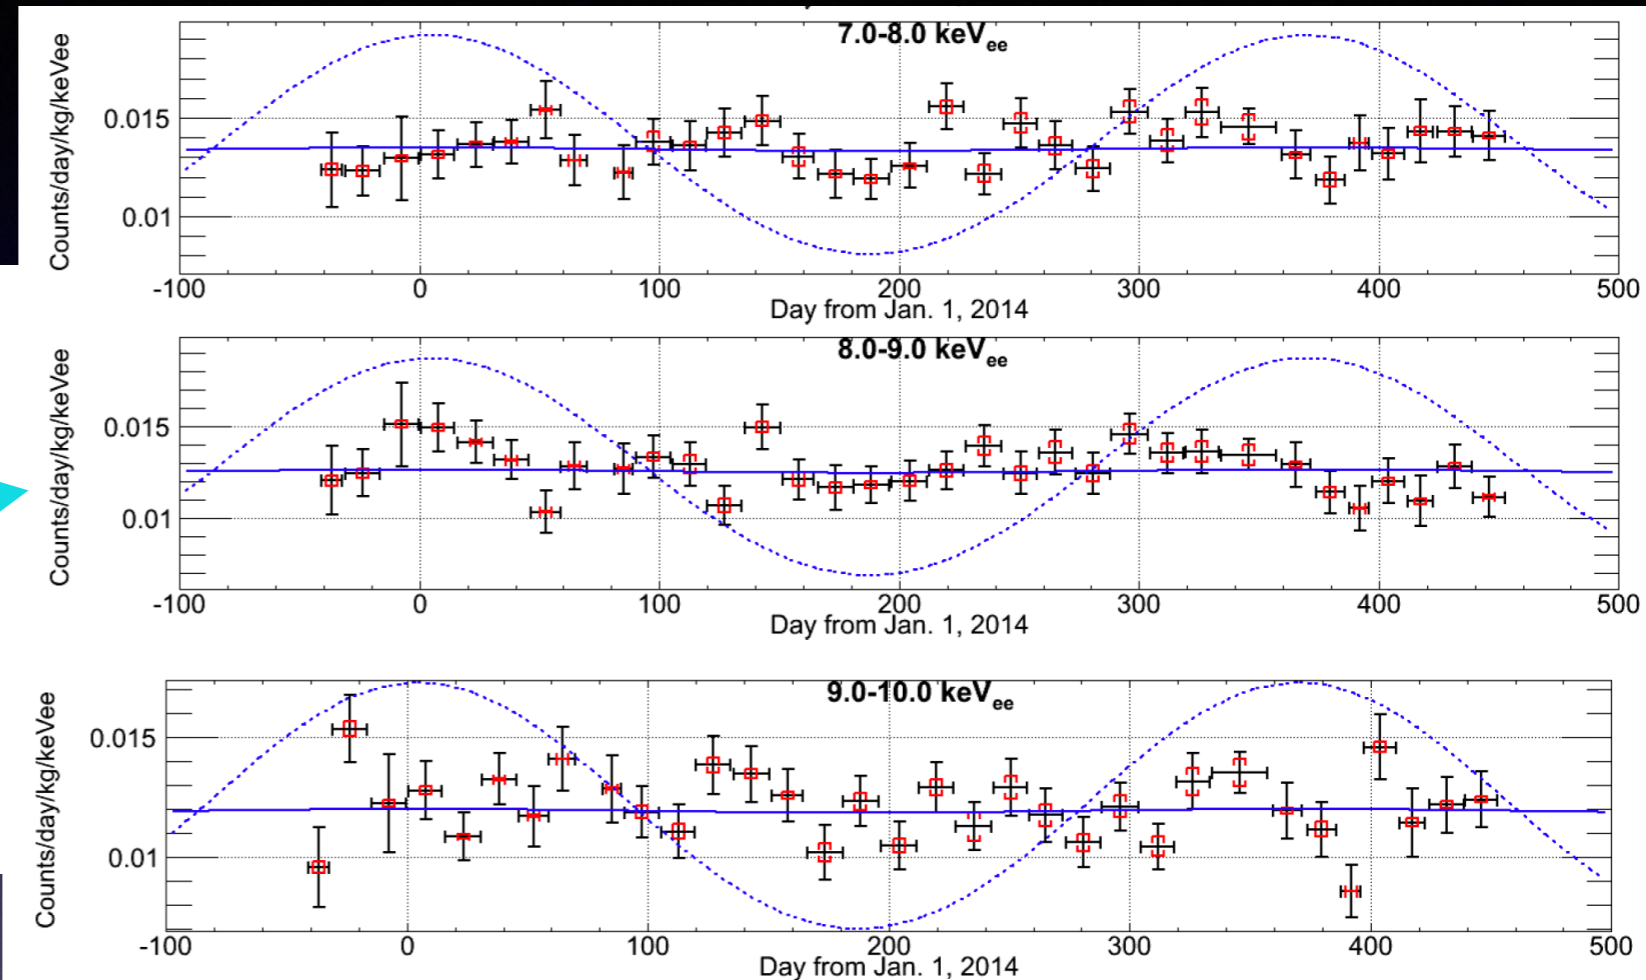 7.0-8.0 keVee
Counts/day/kg/keVee
0.015
0.01
-100 0 100 200 300 400 500
Day from Jan. 1, 2014
8.0-9.0 keVee
Counts/day/kg/keVee
0.015
0.01
-100 0 100 200 300 400 500
Day from Jan. 1, 2014
9.0-10.0 keVee
Counts/day/kg/keVee
0.015
0.01
-100 0 100 200 300 400 500
Day from Jan. 1, 2014